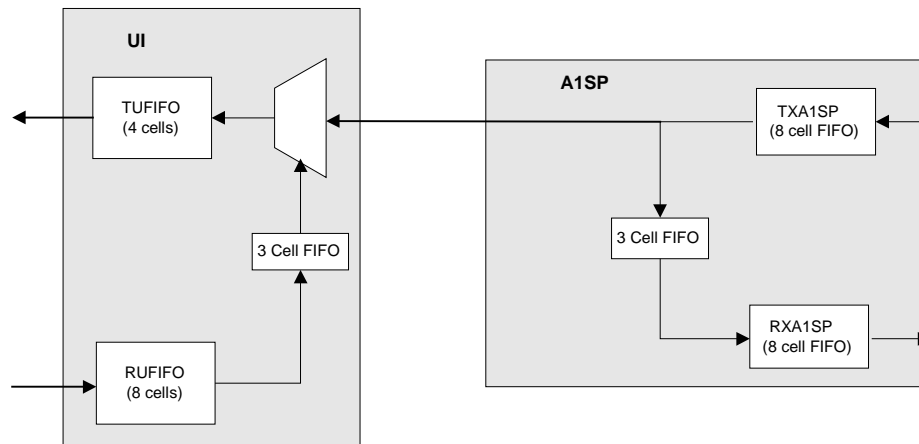 UI
TUFIFO
(4 cells)
3 Cell FIFO
RUFIFO
(8 cells)
A1SP
TXA1SP
(8 cell FIFO)
3 Cell FIFO
RXA1SP
(8 cell FIFO)